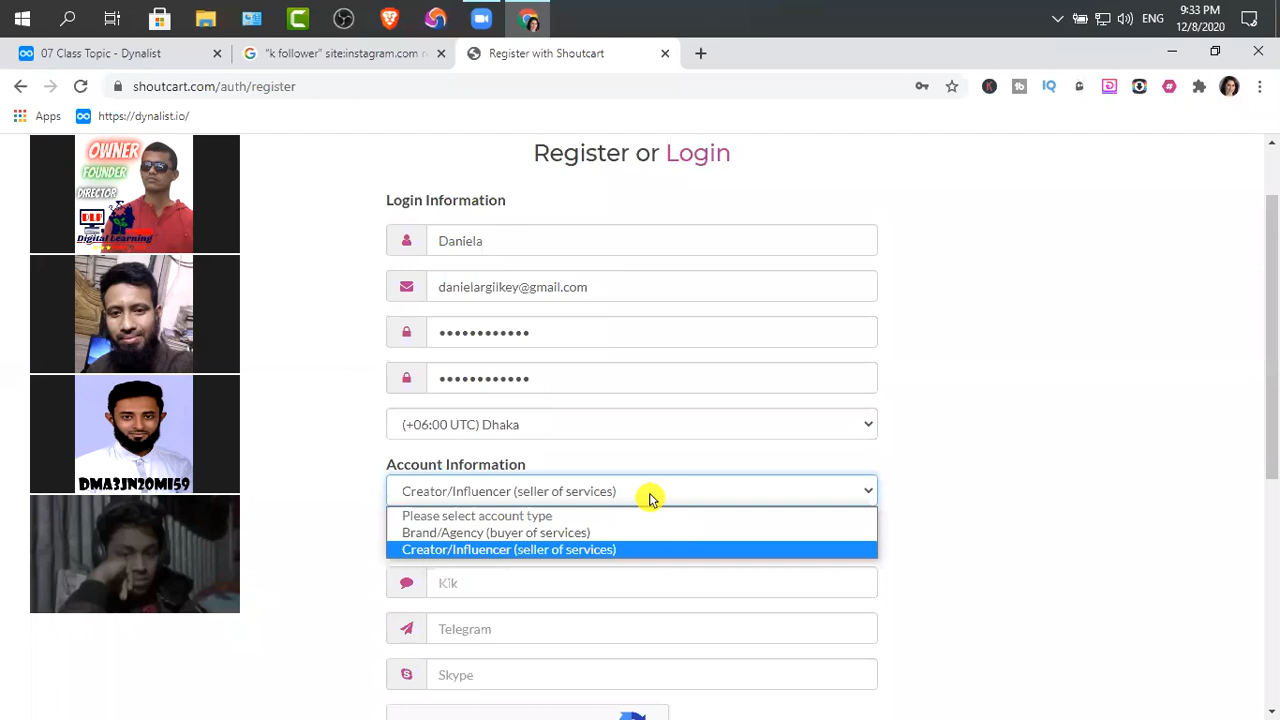 ENG
9:33 PM
12/8/2020
07 Class Topic - Dynalist
"k follower" site:instagram.com
Register with Shoutcart
shoutcart.com/auth/register
Apps
https://dynalist.io/
OWNER
FOUNDER
DIRECTOR
DLP
Digital Learning
DMA3JN20MI59
Register or Login
Login Information
Daniela
danielargilkey@gmail.com
••••••••••••
••••••••••••
(+06:00 UTC) Dhaka
Account Information
Creator/Influencer (seller of services)
Please select account type
Brand/Agency (buyer of services)
Creator/Influencer (seller of services)
Kik
Telegram
Skype